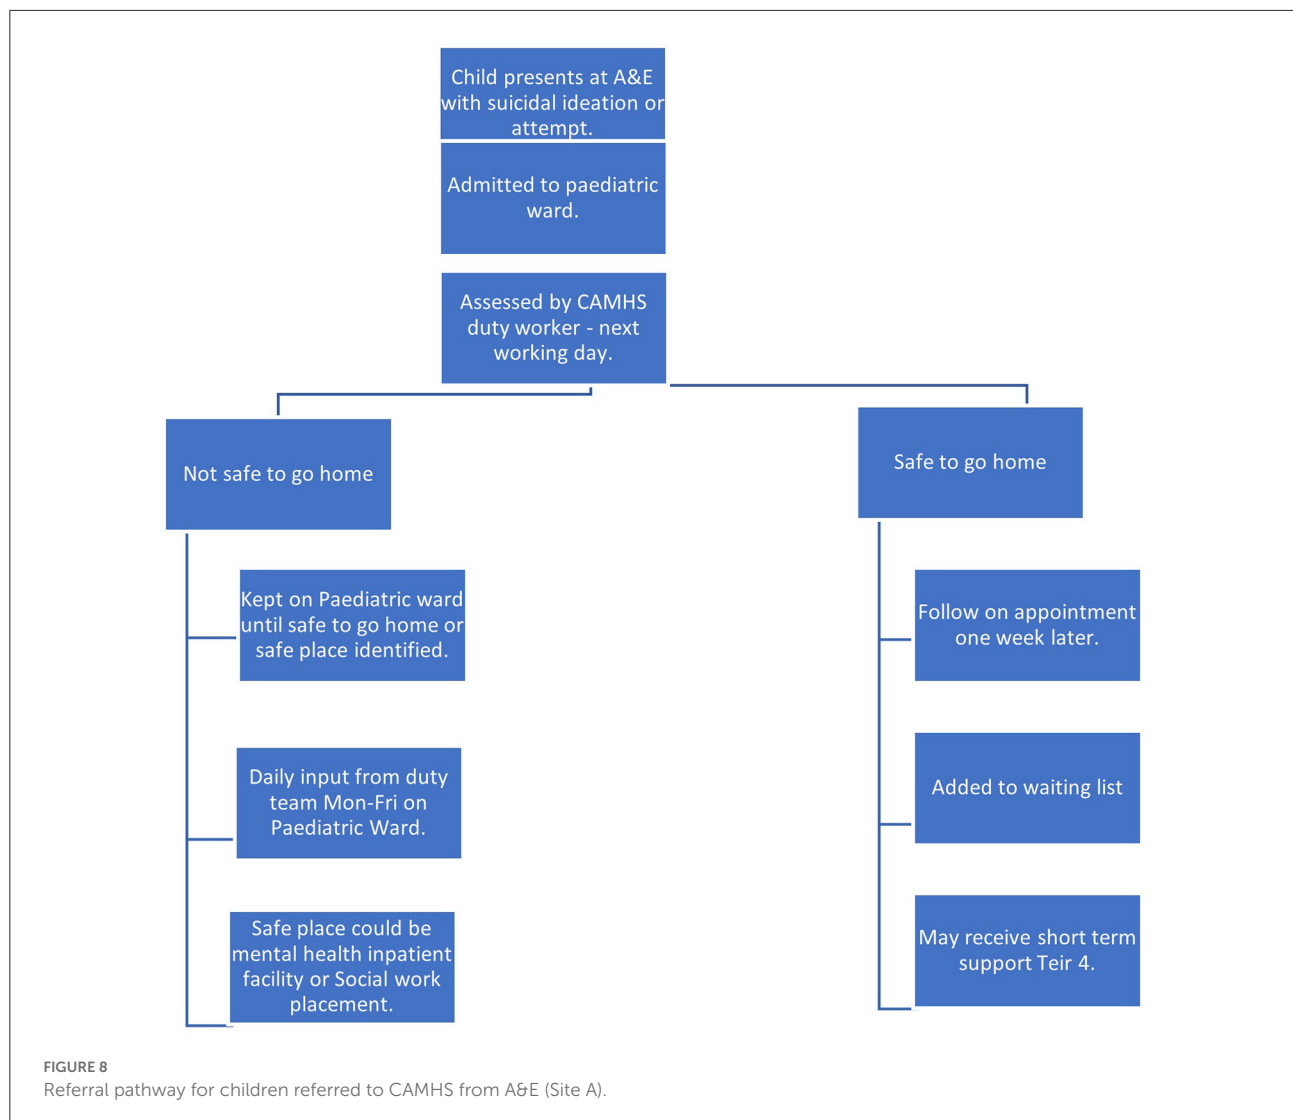 Child presents at A&E
with suicidal ideation or
attempt.
Admitted to paediatric
ward.
Assessed by CAMHS
duty worker - next
working day.
Not safe to go home
Kept on Paediatric ward
until safe to go home or
safe place identified.
Daily input from duty
team Mon-Fri on
Paediatric Ward.
Safe place could be
mental health inpatient
facility or Social work
placement.
Safe to go home
Follow on appointment
one week later.
Added to waiting list
May receive short term
support Teir 4.
FIGURE 8
Referral pathway for children referred to CAMHS from A&E (Site A).